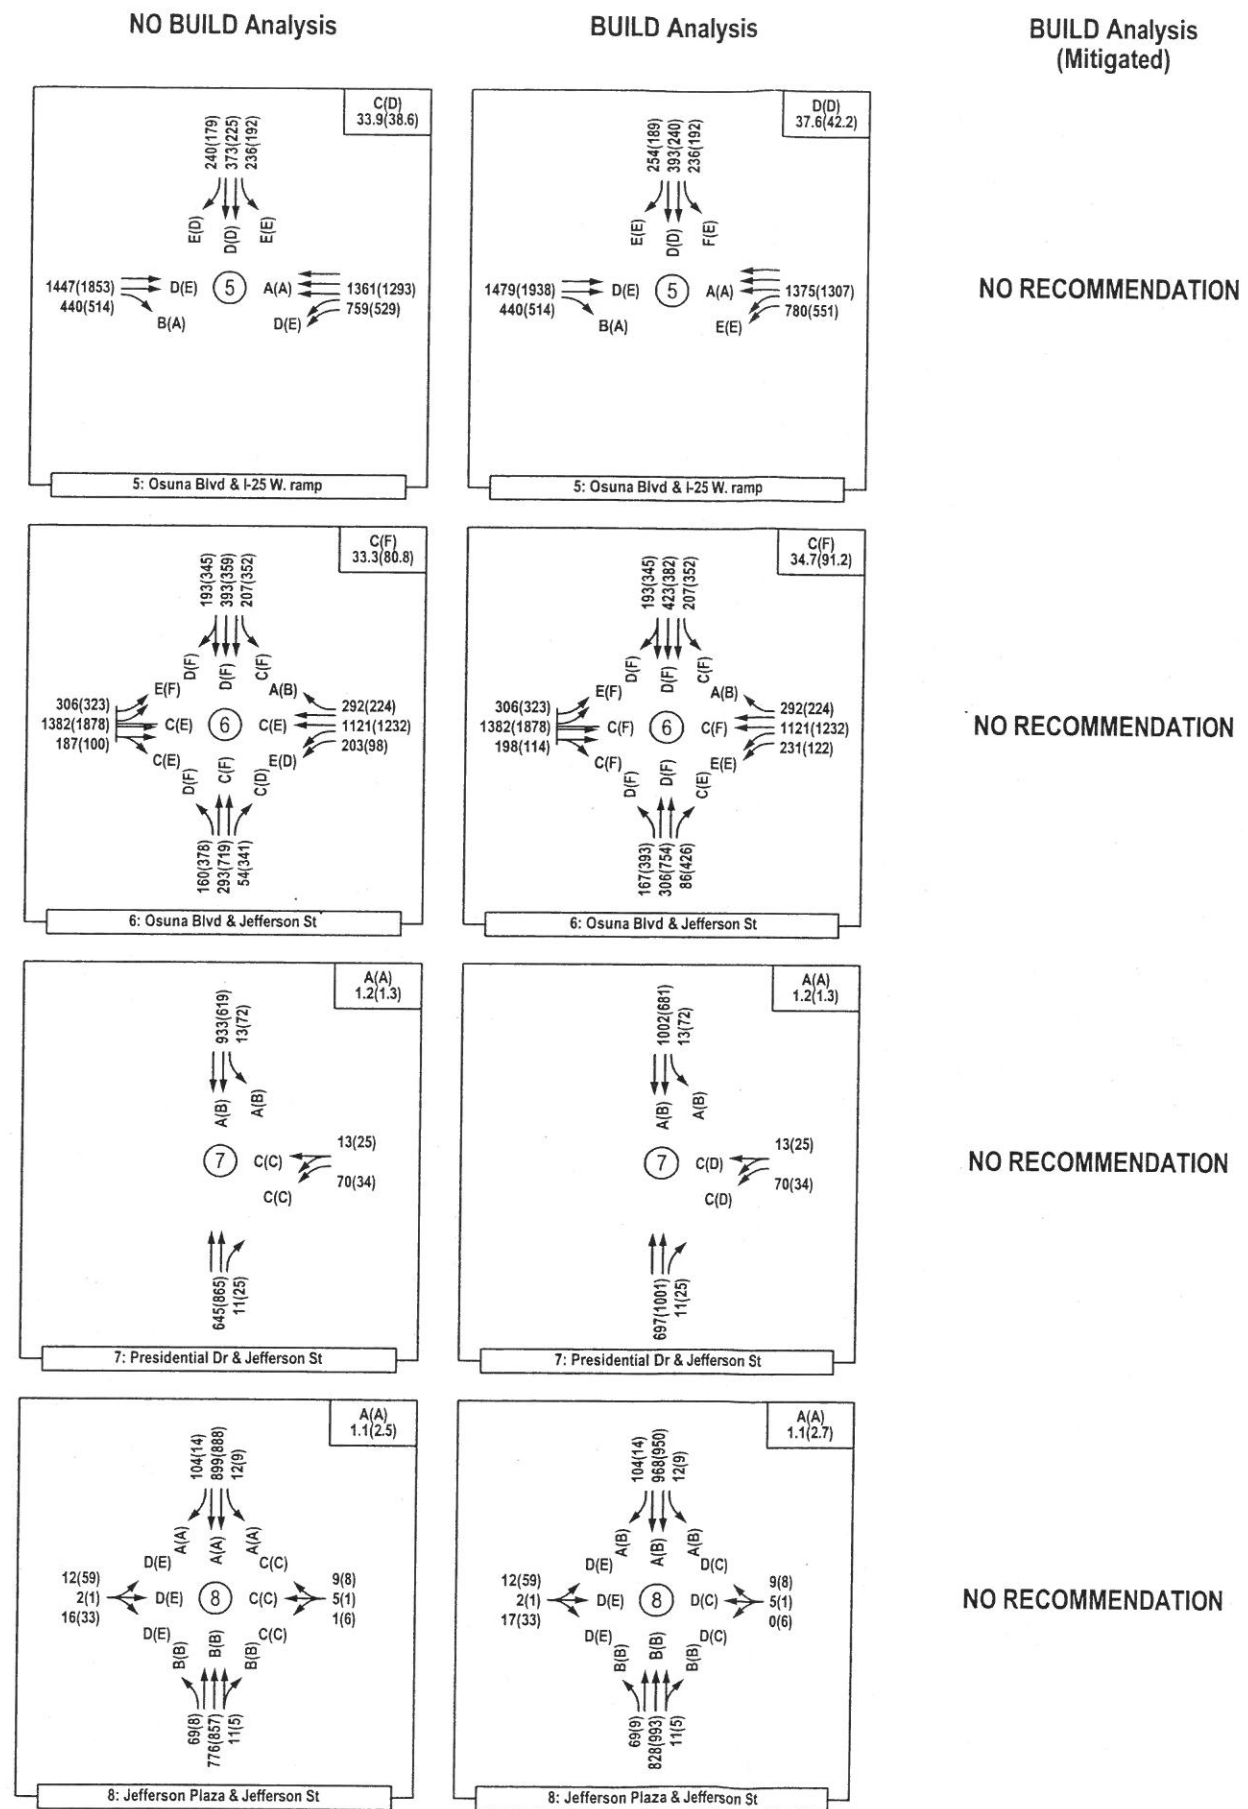 NO BUILD Analysis
BUILD Analysis
BUILD Analysis
(Mitigated)
C(D)
33.9(38.6)
240(179)
373(225)
236(192)
E(D)
D(D)
E(E)
1447(1853)
440(514)
D(E)
B(A)
5
A(A)
D(E)
1361(1293)
759(529)
5: Osuna Blvd & I-25 W. ramp
D(D)
37.6(42.2)
254(189)
393(240)
236(192)
E(E)
D(D)
F(E)
1479(1938)
440(514)
D(E)
B(A)
5
A(A)
E(E)
1375(1307)
780(551)
5: Osuna Blvd & I-25 W. ramp
NO RECOMMENDATION
C(F)
33.3(80.8)
193(345)
393(359)
207(352)
D(F)
D(F)
C(F)
306(323)
1382(1878)
187(100)
E(F)
C(E)
C(E)
6
A(B)
C(E)
E(D)
292(224)
1121(1232)
203(98)
D(F)
C(F)
C(D)
160(378)
293(719)
54(341)
6: Osuna Blvd & Jefferson St
C(F)
34.7(91.2)
193(345)
423(382)
207(352)
D(F)
D(F)
C(F)
306(323)
1382(1878)
198(114)
E(F)
C(F)
C(F)
6
A(B)
C(F)
E(E)
292(224)
1121(1232)
231(122)
D(F)
D(F)
C(E)
167(393)
306(754)
86(426)
6: Osuna Blvd & Jefferson St
NO RECOMMENDATION
A(A)
1.2(1.3)
933(619)
13(72)
A(B)
A(B)
7
C(C)
C(C)
13(25)
70(34)
645(865)
11(25)
7: Presidential Dr & Jefferson St
A(A)
1.2(1.3)
1002(681)
13(72)
A(B)
A(B)
7
C(D)
C(D)
13(25)
70(34)
697(1001)
11(25)
7: Presidential Dr & Jefferson St
NO RECOMMENDATION
A(A)
1.1(2.5)
104(14)
899(888)
12(9)
A(A)
A(A)
A(A)
12(59)
2(1)
16(33)
D(E)
D(E)
D(E)
8
C(C)
C(C)
C(C)
9(8)
5(1)
1(6)
B(B)
B(B)
B(B)
69(8)
776(857)
11(5)
8: Jefferson Plaza & Jefferson St
A(A)
1.1(2.7)
104(14)
968(950)
12(9)
A(B)
A(B)
A(B)
12(59)
2(1)
17(33)
D(E)
D(E)
D(E)
8
D(C)
D(C)
D(C)
9(8)
5(1)
0(6)
B(B)
B(B)
B(B)
69(9)
828(993)
11(5)
8: Jefferson Plaza & Jefferson St
NO RECOMMENDATION